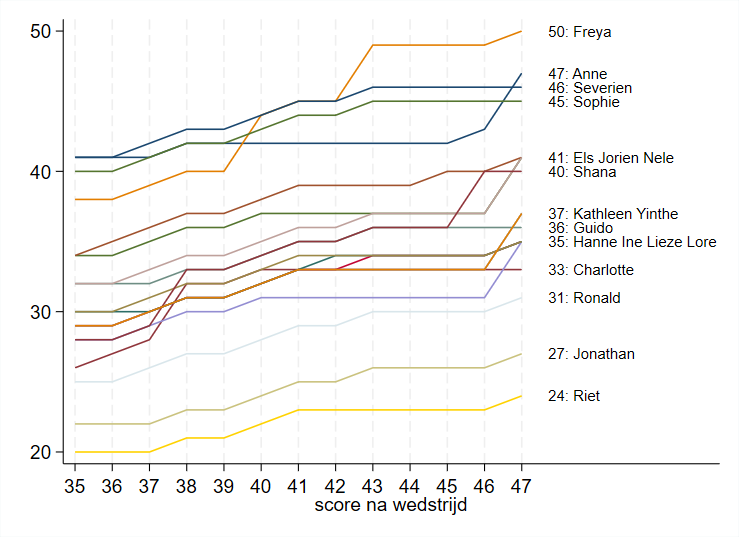 50
40
30
20
50: Freya
47: Anne
46: Severien
45: Sophie
41: Els Jorien Nele
40: Shana
37: Kathleen Yinthe
36: Guido
35: Hanne Ine Lieze Lore
33: Charlotte
31: Ronald
27: Jonathan
24: Riet
35 36 37 38 39 40 41 42 43 44 45 46 47
score na wedstrijd